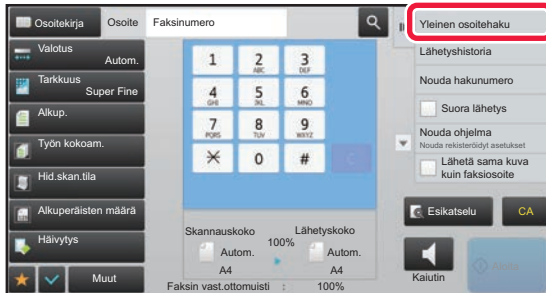 Osoitekirja
Osoite
Faksinumero
Valotus
Autom.
Tarkkuus
Super Fine
Alkup.
Työn kokoam.
Hid.skan.tila
Alkuperäisten määrä
Häivytys
Muut
1
2
ABC
3
DEF
4
GHI
5
JKL
6
MNO
7
PQRS
8
TUV
9
WXYZ
0
#
C
Skannauskoko
Lähetyskoko
100%
Autom.
Autom.
A4
A4
Faksin vast.ottomuisti : 100%
Yleinen osoitehaku
Lähetyshistoria
Nouda hakunumero
Suora lähetys
Nouda ohjelma
Nouda rekisteröidyt asetukset
Lähetä sama kuva
kuin faksiosoite
Esikatselu
CA
Kaiutin
Aloita